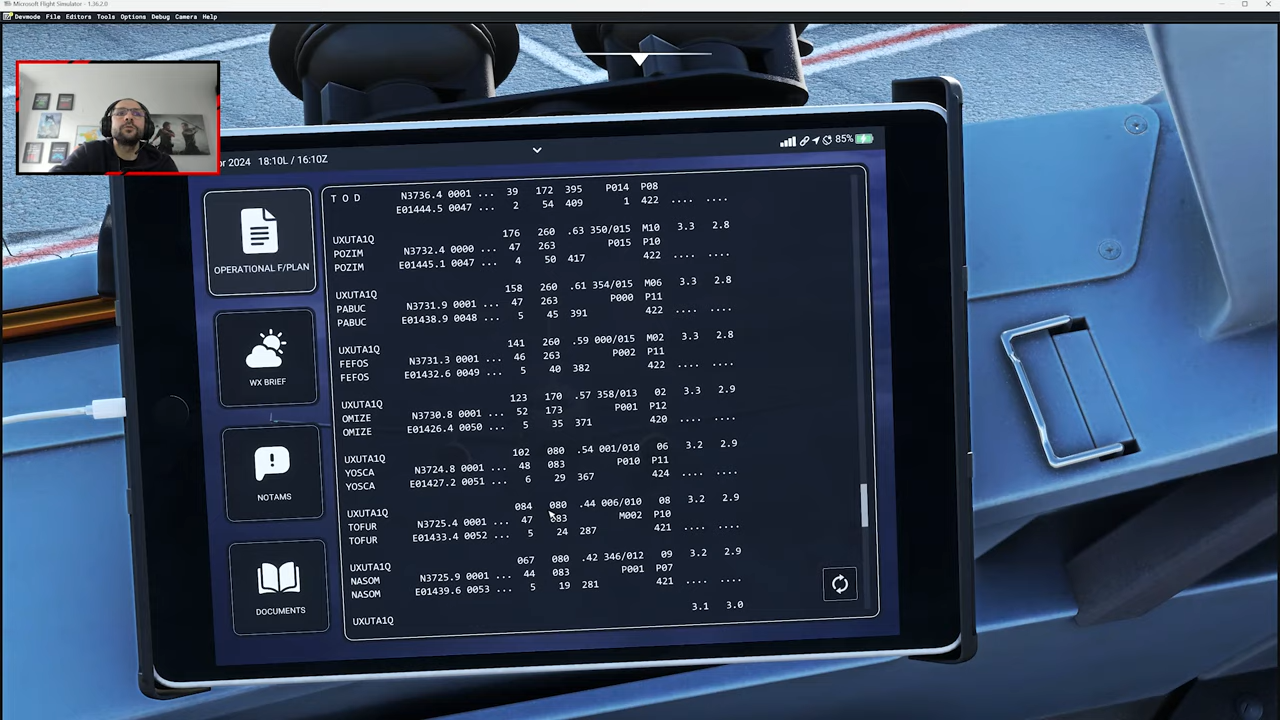 Microsoft Flight Simulator - 1.36.2.0
Devmode File Editors Tools Options Debug Camera Help
2024 18:10L / 16:10Z
85%
OPERATIONAL F/PLAN
WX BRIEF
NOTAMS
DOCUMENTS
T O D N3736.4 0001 ... 39 172 395 P014 P08
E01444.5 0047 ... 2 54 409 1 422 .... ....
176 260 .63 350/015 M10 3.3 2.8
UXUTA1Q
POZIM N3732.4 0000 ... 47 263 P015 P10
POZIM E01445.1 0047 ... 4 50 417 422 .... ....
158 260 .61 354/015 M06 3.3 2.8
UXUTA1Q
PABUC N3731.9 0001 ... 47 263 P000 P11
PABUC E01438.9 0048 ... 5 45 391 422 .... ....
141 260 .59 000/015 M02 3.3 2.8
UXUTA1Q
FEFOS N3731.3 0001 ... 46 263 P002 P11
FEFOS E01432.6 0049 ... 5 40 382 422 .... ....
123 170 .57 358/013 02 3.3 2.9
UXUTA1Q
OMIZE N3730.8 0001 ... 52 173 P001 P12
OMIZE E01426.4 0050 ... 5 35 371 420 .... ....
102 080 .54 001/010 06 3.2 2.9
UXUTA1Q
YOSCA N3724.8 0001 ... 48 083 P010 P11
YOSCA E01427.2 0051 ... 6 29 367 424 .... ....
084 080 .44 006/010 08 3.2 2.9
UXUTA1Q
TOFUR N3725.4 0001 ... 47 083 M002 P10
TOFUR E01433.4 0052 ... 5 24 287 421 .... ....
067 080 .42 346/012 09 3.2 2.9
UXUTA1Q
NASOM N3725.9 0001 ... 44 083 P001 P07
NASOM E01439.6 0053 ... 5 19 281 421 .... ....
3.1 3.0
UXUTA1Q